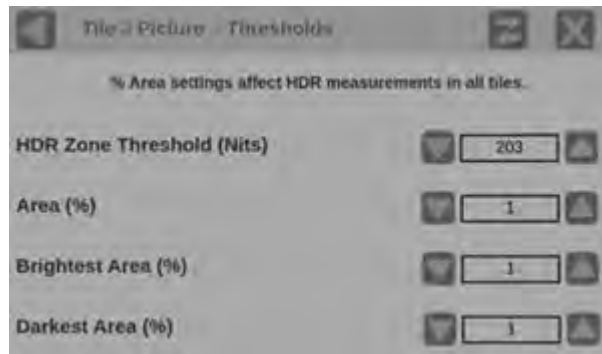 Tile 3 Picture - Thresholds
% Area settings affect HDR measurements in all tiles.
HDR Zone Threshold (Nits) 203
Area (%) 1
Brightest Area (%) 1
Darkest Area (%) 1